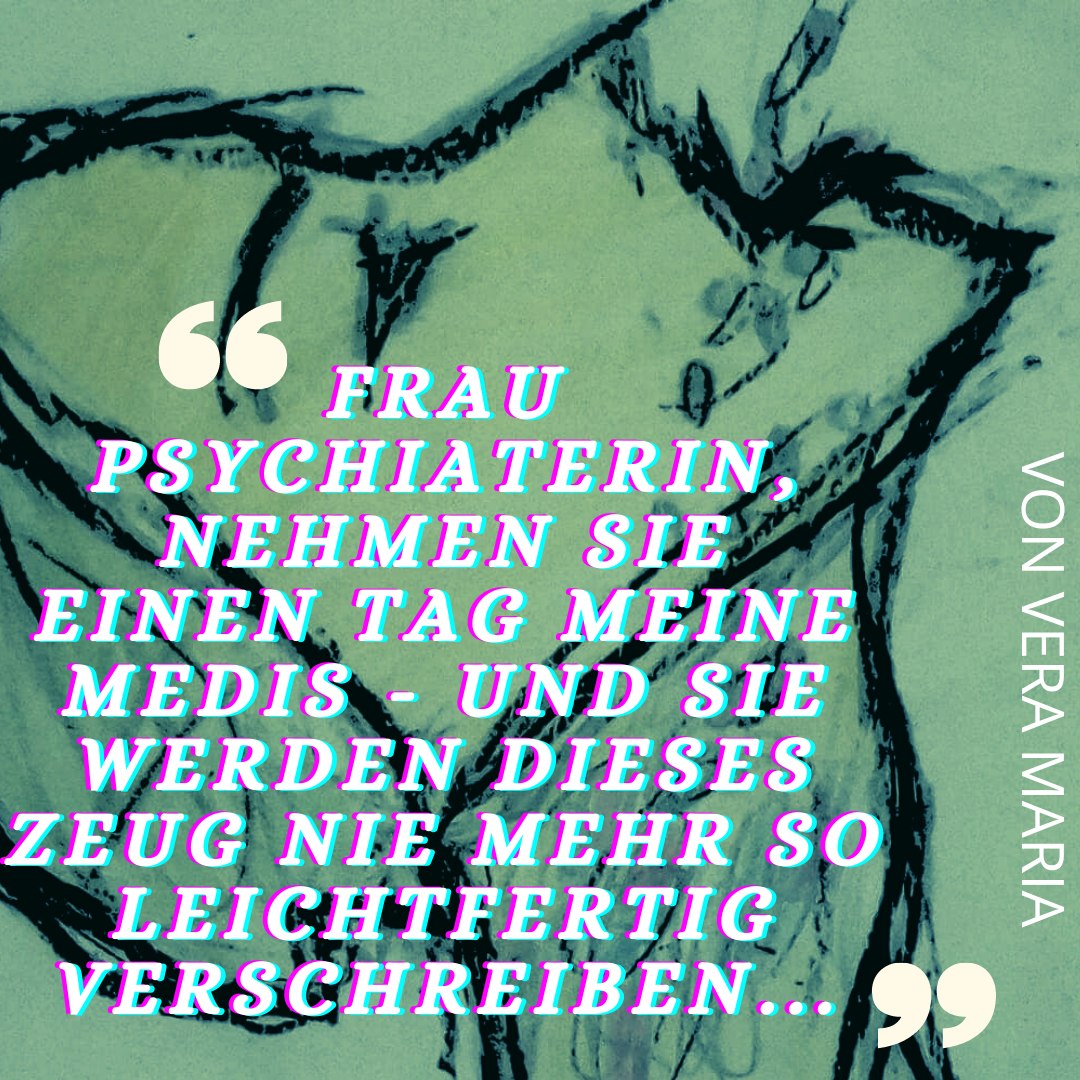 “
FRAU
PSYCHIATERIN,
NEHMEN SIE
EINEN TAG MEINE
MEDIS - UND SIE
WERDEN DIESES
ZEUG NIE MEHR SO
LEICHTFERTIG
VERSCHREIBEN...
”
VON VERA MARIA